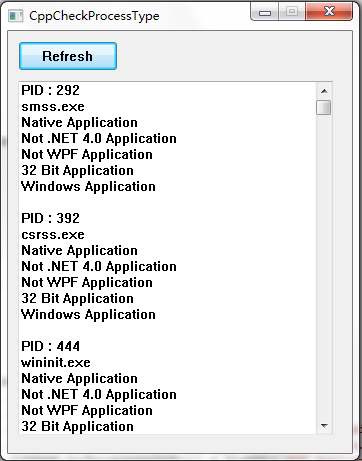 CppCheckProcessType
Refresh
PID : 292
smss.exe
Native Application
Not .NET 4.0 Application
Not WPF Application
32 Bit Application
Windows Application
PID : 392
csrss.exe
Native Application
Not .NET 4.0 Application
Not WPF Application
32 Bit Application
Windows Application
PID : 444
wininit.exe
Native Application
Not .NET 4.0 Application
Not WPF Application
32 Bit Application